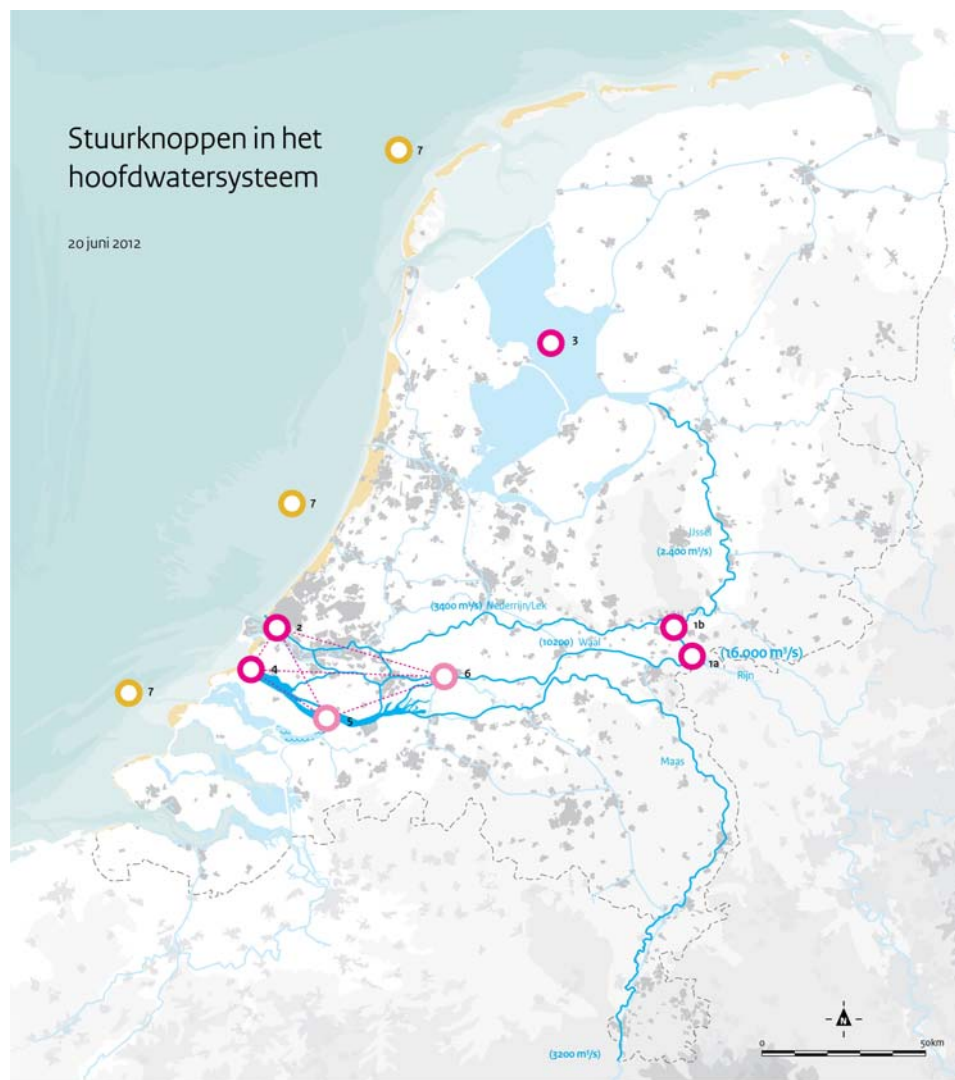 Stuurknoppen in het
hoofdwatersysteem
20 juni 2012
7
3
7
IJssel
(2.400 m³/s)
(3400 m³/s) Nederrijn/Lek
2
1b
(10200) Waal
1a
(16.000 m³/s)
Rijn
4
6
7
5
Maas
N
0
50km
(3200 m³/s)